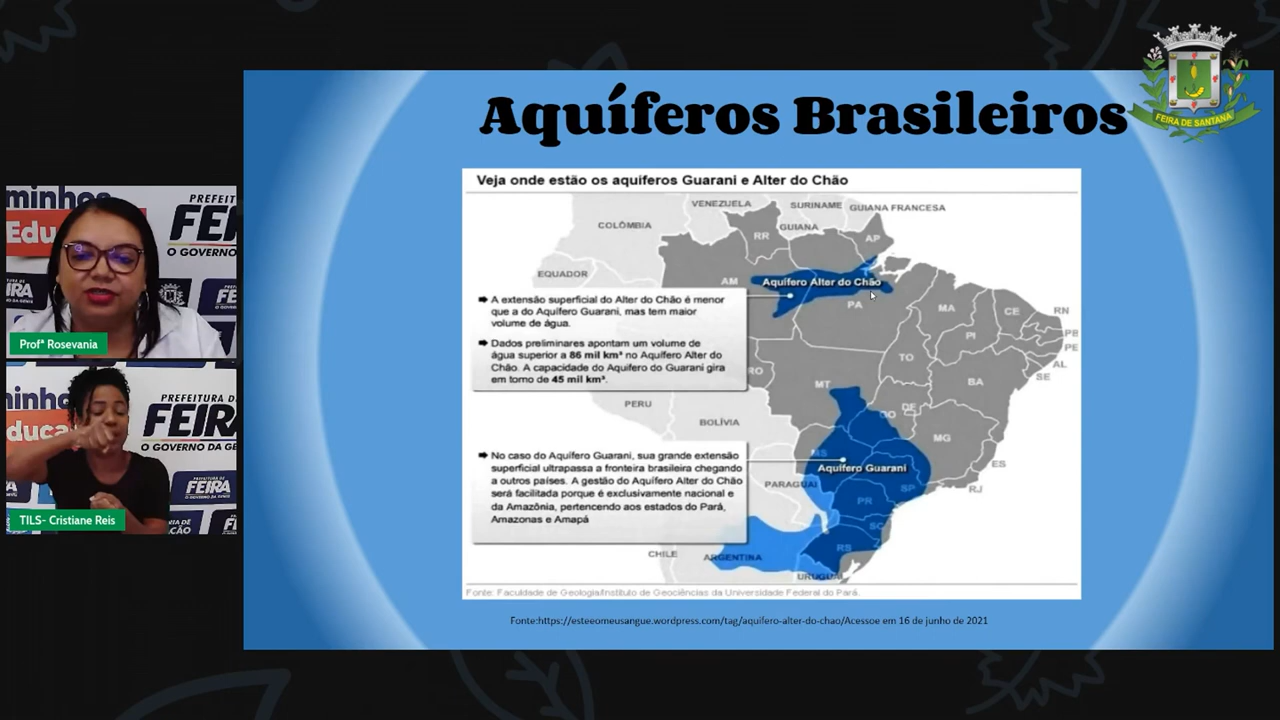 Aquíferos Brasileiros
FEIRA DE SANTANA
Veja onde estão os aquíferos Guarani e Alter do Chão
VENEZUELA
SURINAME
GUIANA FRANCESA
COLÔMBIA
GUIANA
RR
AP
EQUADOR
AM
Aquífero Alter do Chão
PA
MA
CE
RN
PI
PE
AL
SE
TO
BA
RO
MT
A extensão superficial do Alter do Chão é menor
que a do Aquífero Guarani, mas tem maior
volume de água.
Dados preliminares apontam um volume de
água superior a 86 mil km³ no Aquífero Alter do
Chão. A capacidade do Aquífero do Guarani gira
em torno de 45 mil km³.
PERU
BOLÍVIA
MG
ES
RJ
MS
Aquífero Guarani
SP
PARAGUAI
PR
SC
RS
No caso do Aquífero Guarani, sua grande extensão
superficial ultrapassa a fronteira brasileira chegando
a outros países. A gestão do Aquífero Alter do Chão
será facilitada porque é exclusivamente nacional e
da Amazônia, pertencendo aos estados do Pará,
Amazonas e Amapá
CHILE
ARGENTINA
URUGUAI
Fonte: Faculdade de Geologia/Instituto de Geociências da Universidade Federal do Pará.
Fonte:https://esteeomeusangue.wordpress.com/tag/aquifero-alter-do-chao/Acessoe em 16 de junho de 2021
minhos
Edu
PREFEIT
FEI
O GOVERNO
Profª Rosevania
PREFEITURA D
FEIRA
O GOVERNO DA GE
PREFEITURA DE
FEIRA
TILS- Cristiane Reis